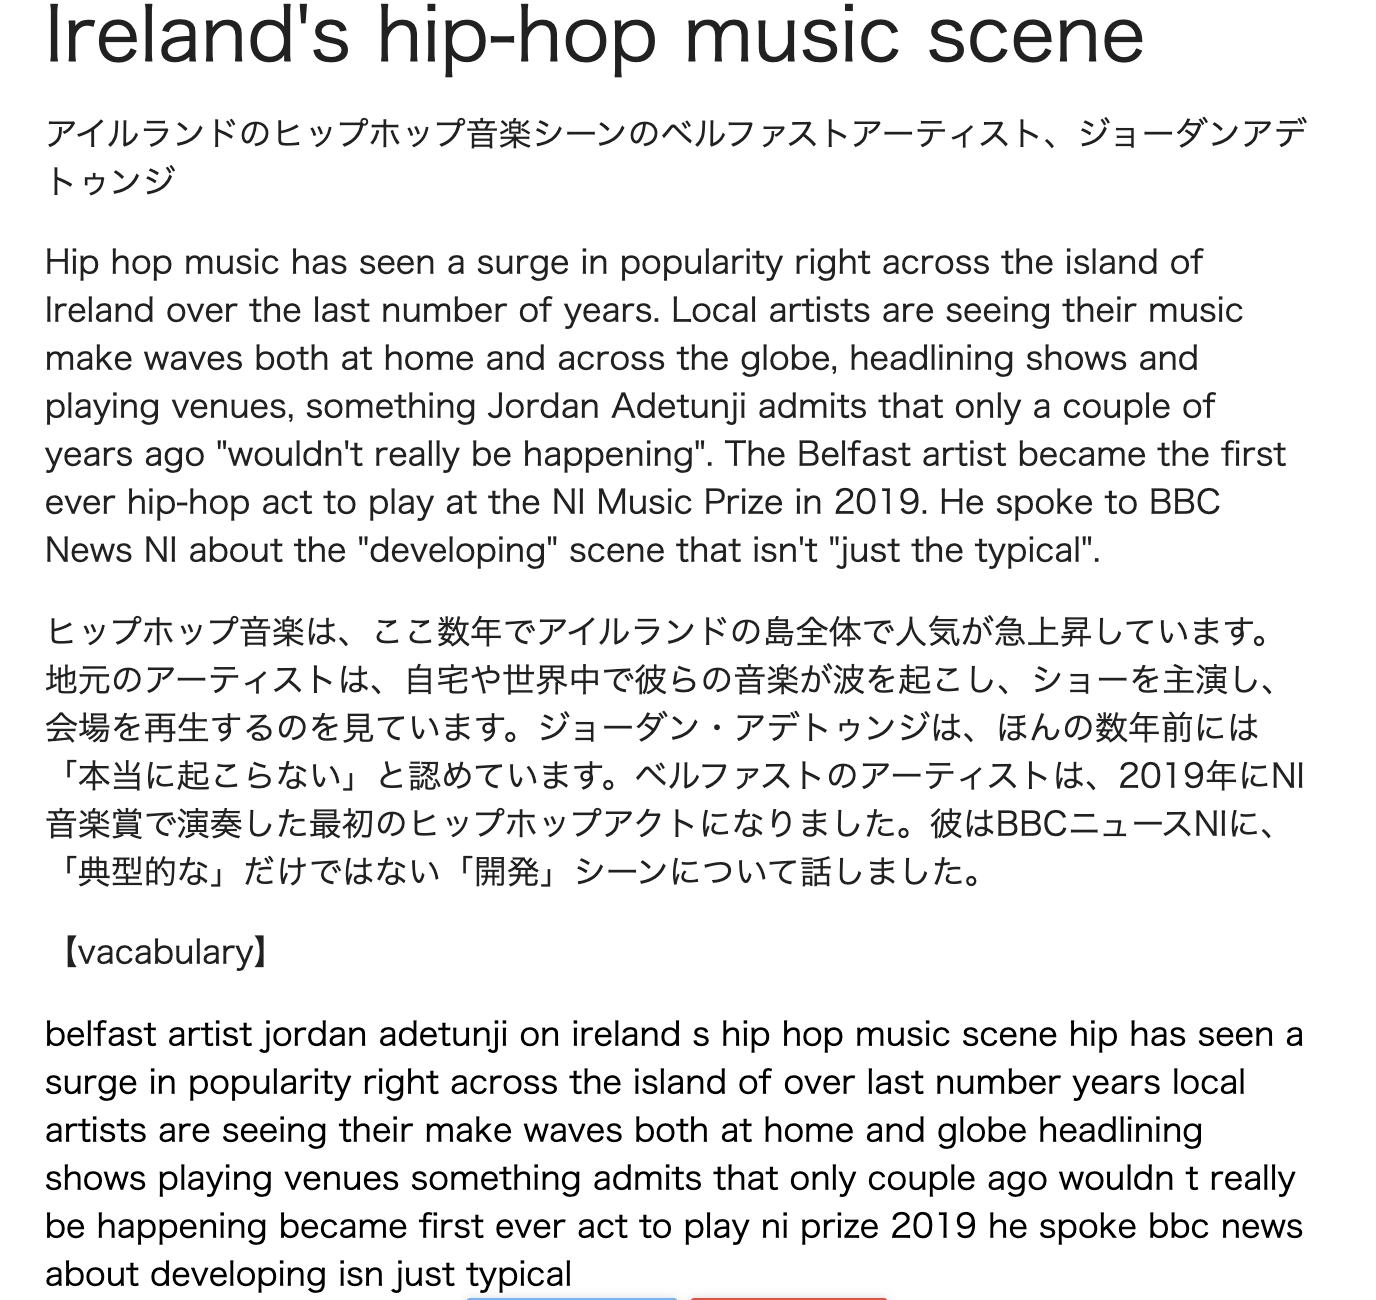 Ireland's hip-hop music scene
アイルランドのヒップホップ音楽シーンのベルファストアーティスト、ジョーダンアデ
トゥンジ
Hip hop music has seen a surge in popularity right across the island of
Ireland over the last number of years. Local artists are seeing their music
make waves both at home and across the globe, headlining shows and
playing venues, something Jordan Adetunji admits that only a couple of
years ago "wouldn't really be happening". The Belfast artist became the first
ever hip-hop act to play at the NI Music Prize in 2019. He spoke to BBC
News NI about the "developing" scene that isn't "just the typical".
ヒップホップ音楽は、ここ数年でアイルランドの島全体で人気が急上昇しています。
地元のアーティストは、自宅や世界中で彼らの音楽が波を起こし、ショーを主演し、
会場を再生するのを見ています。ジョーダン・アデトゥンジは、ほんの数年前には
「本当に起こらない」と認めています。ベルファストのアーティストは、2019年にNI
音楽賞で演奏した最初のヒップホップアクトになりました。彼はBBCニュースNIに、
「典型的な」だけではない「開発」シーンについて話しました。
【vacabulary】
belfast artist jordan adetunji on ireland s hip hop music scene hip has seen a
surge in popularity right across the island of over last number years local
artists are seeing their make waves both at home and globe headlining
shows playing venues something admits that only couple ago wouldn t really
be happening became first ever act to play ni prize 2019 he spoke bbc news
about developing isn just typical